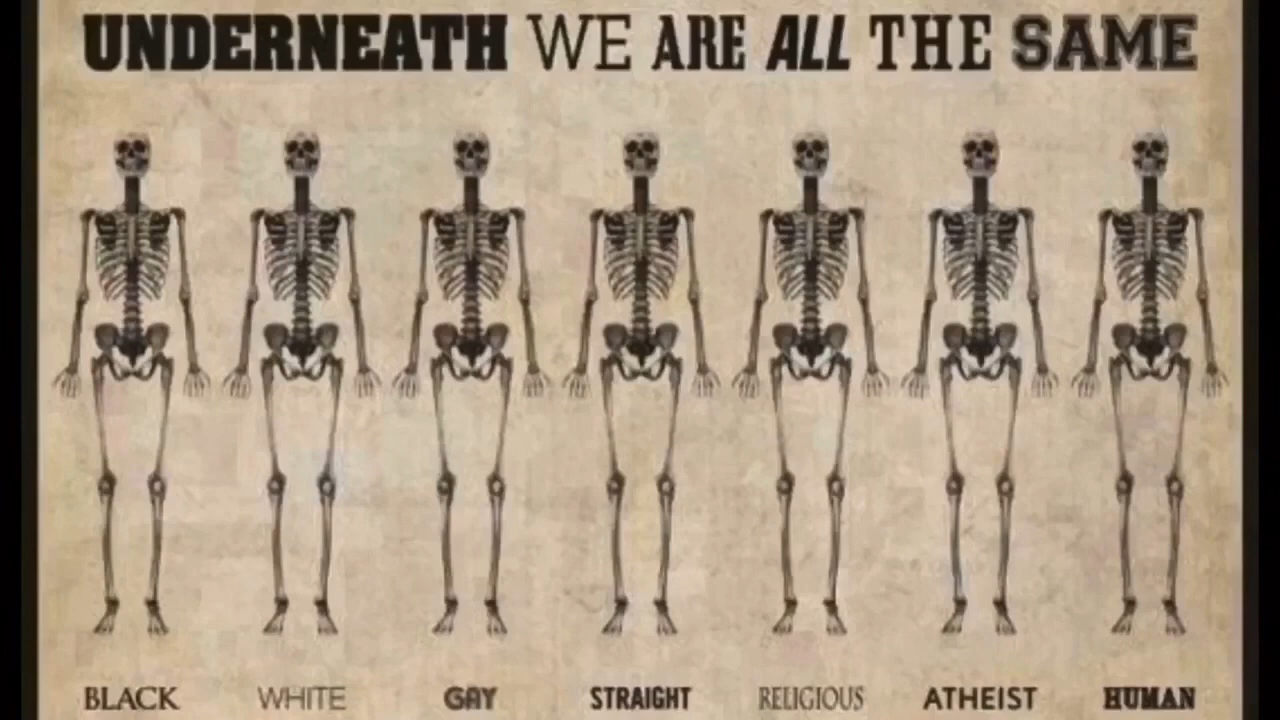 UNDERNEATH WE ARE ALL THE SAME
BLACK WHITE GAY STRAIGHT RELIGIOUS ATHEIST HUMAN